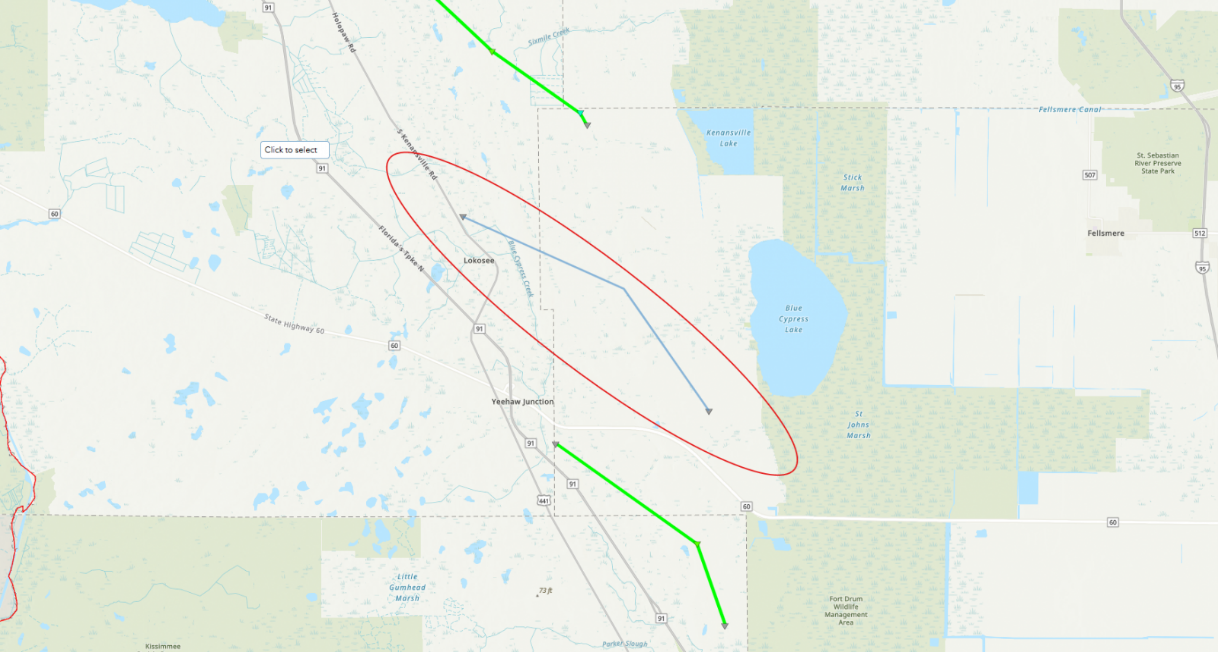 91
Holopaw Rd
Sixmile Creek
95
Fellsmere Canal
Kenansville
Lake
S Kenansville Rd
Click to select
91
St. Sebastian
River Preserve
State Park
507
Stick
Marsh
60
Florida's Tpke N
Fellsmere
512
Lokosee
Blue Cypress Creek
95
Blue
Cypress
Lake
State Highway 60
91
60
Yeehaw Junction
St
Johns
Marsh
91
91
441
60
60
Little
Gumhead
Marsh
73 ft
Fort Drum
Wildlife
Management
Area
91
Kissimmee
Parker Slough